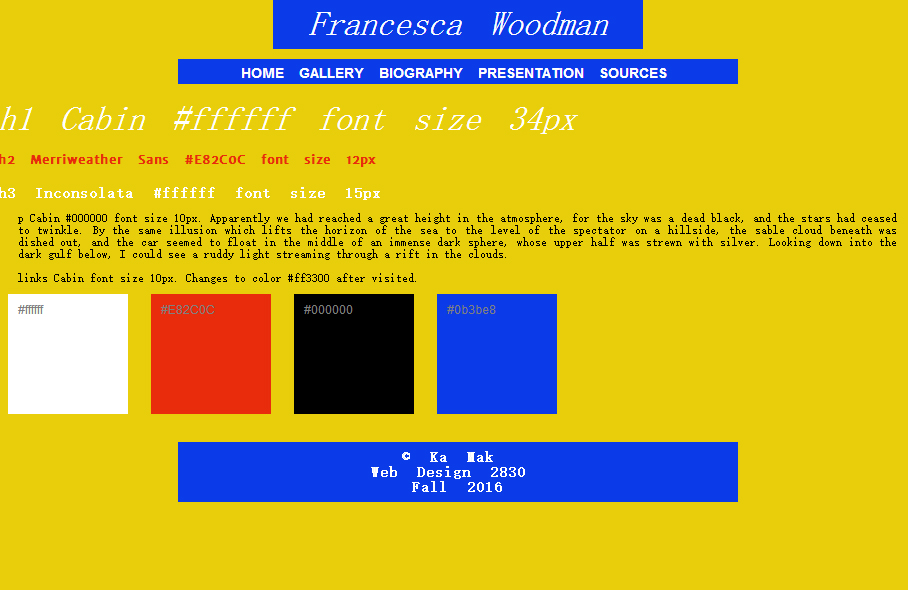 Francesca Woodman
HOME GALLERY BIOGRAPHY PRESENTATION SOURCES
h1 Cabin #ffffff font size 34px
h2 Merriweather Sans #E82C0C font size 12px
h3 Inconsolata #ffffff font size 15px
p Cabin #000000 font size 10px. Apparently we had reached a great height in the atmosphere, for the sky was a dead black, and the stars had ceased
to twinkle. By the same illusion which lifts the horizon of the sea to the level of the spectator on a hillside, the sable cloud beneath was
dished out, and the car seemed to float in the middle of an immense dark sphere, whose upper half was strewn with silver. Looking down into the
dark gulf below, I could see a ruddy light streaming through a rift in the clouds.
links Cabin font size 10px. Changes to color #ff3300 after visited.
#ffffff #E82C0C #000000 #0b3be8
© Ka Mak
Web Design 2830
Fall 2016